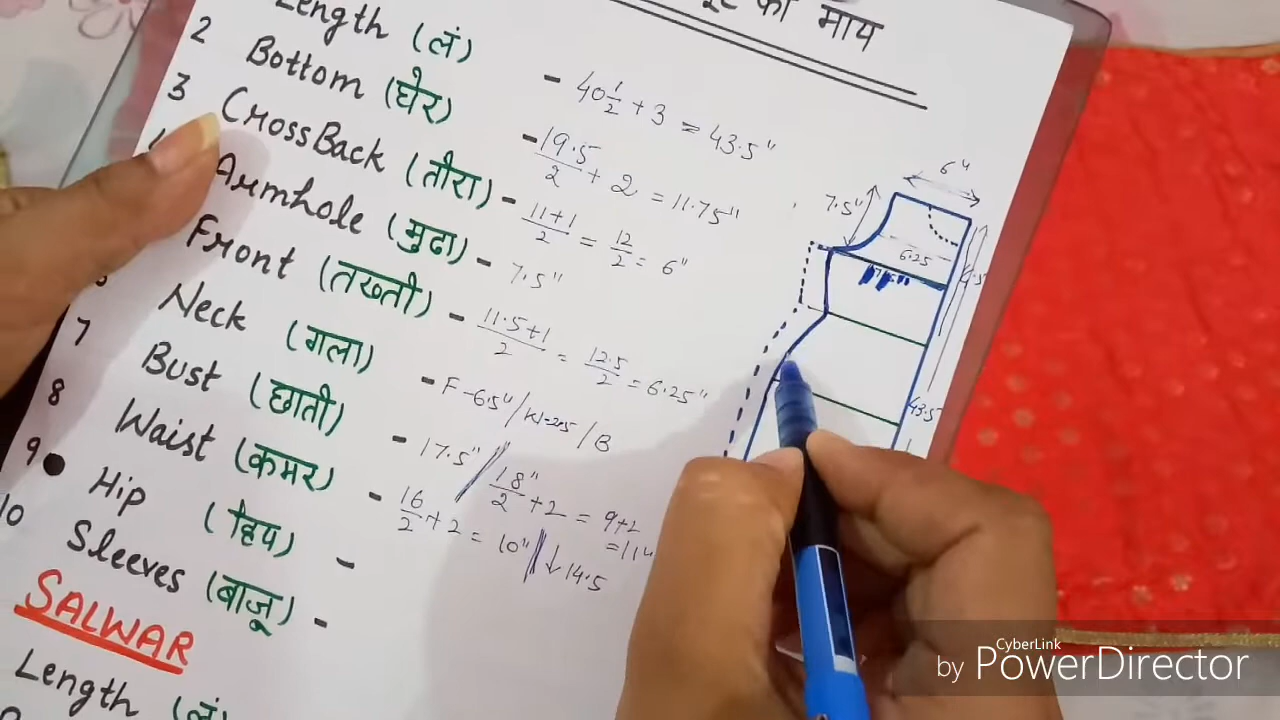 का माप
Length (लं) - 40 1/2 + 3 = 43.5"
2 Bottom (घेर) - 19.5/2 + 2 = 11.75"
3 CrossBack (तीरा) - 11+1/2 = 12/2 = 6"
Armhole (मुढा) - 7.5"
Front (तख्ती) - 11.5+1/2 = 12.5/2 = 6.25"
Neck (गला) - F-6.5"/ /B
7 Bust (छाती) - 17.5" // 18"/2 + 2 = 9+2
=11"
8 Waist (कमर) - 16/2 + 2 = 10" // ↓ 14.5
9 Hip (हिप) -
10 Sleeves (बाजू) -
SALWAR
Length (लं)
6"
7.5"
6.25
43.5
CyberLink
by PowerDirector